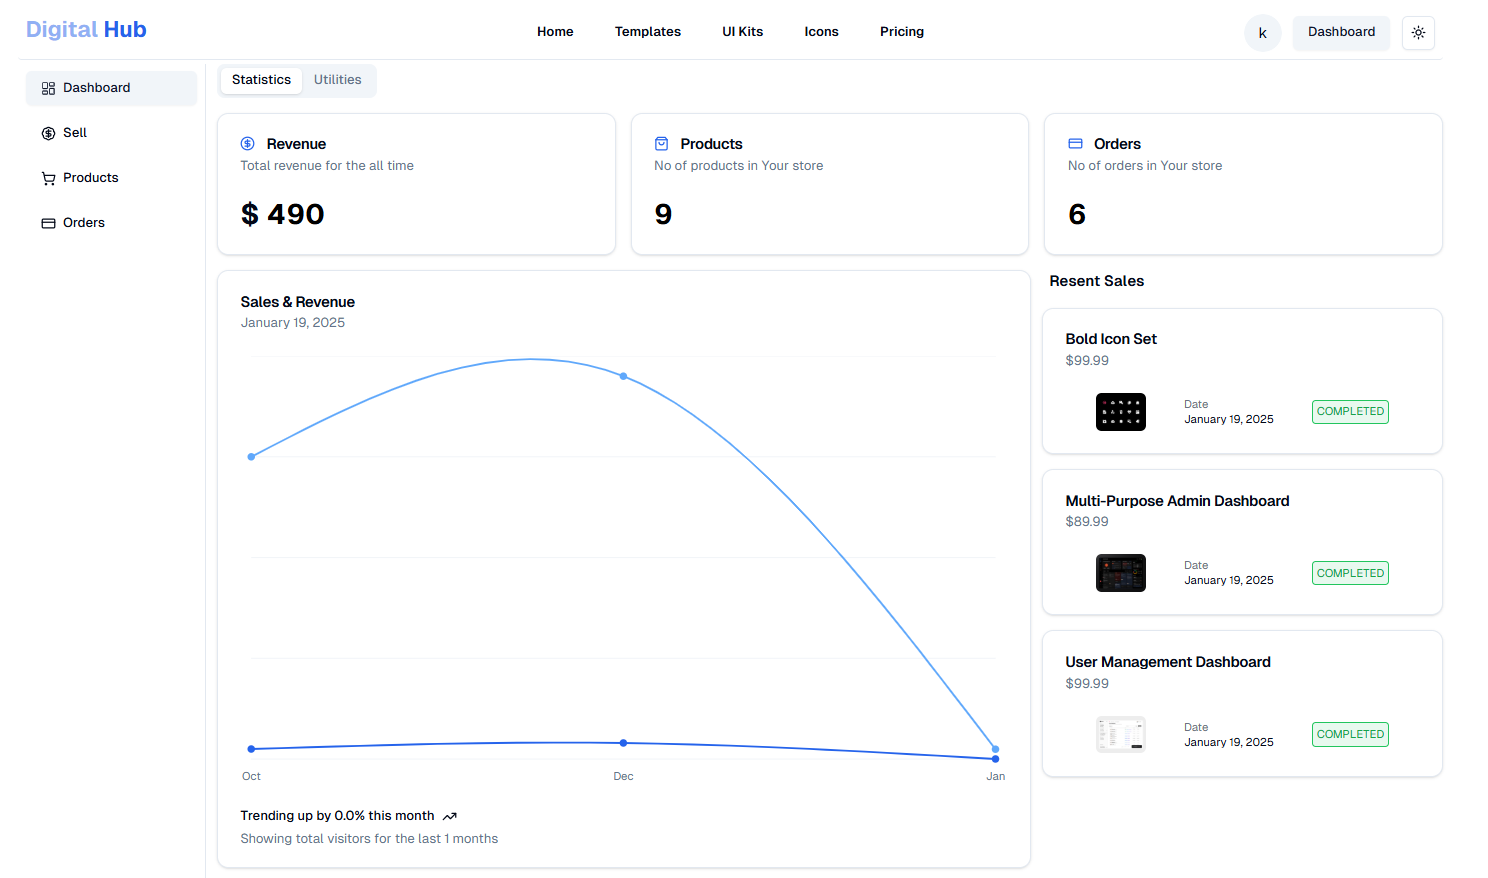 Digital Hub
Home
Templates
UI Kits
Icons
Pricing
k
Dashboard
Dashboard
Sell
Products
Orders
Statistics
Utilities
Revenue
Total revenue for the all time
$ 490
Products
No of products in Your store
9
Orders
No of orders in Your store
6
Sales & Revenue
January 19, 2025
Oct
Dec
Jan
Trending up by 0.0% this month
Showing total visitors for the last 1 months
Resent Sales
Bold Icon Set
$99.99
Date
January 19, 2025
COMPLETED
Multi-Purpose Admin Dashboard
$89.99
Date
January 19, 2025
COMPLETED
User Management Dashboard
$99.99
Date
January 19, 2025
COMPLETED